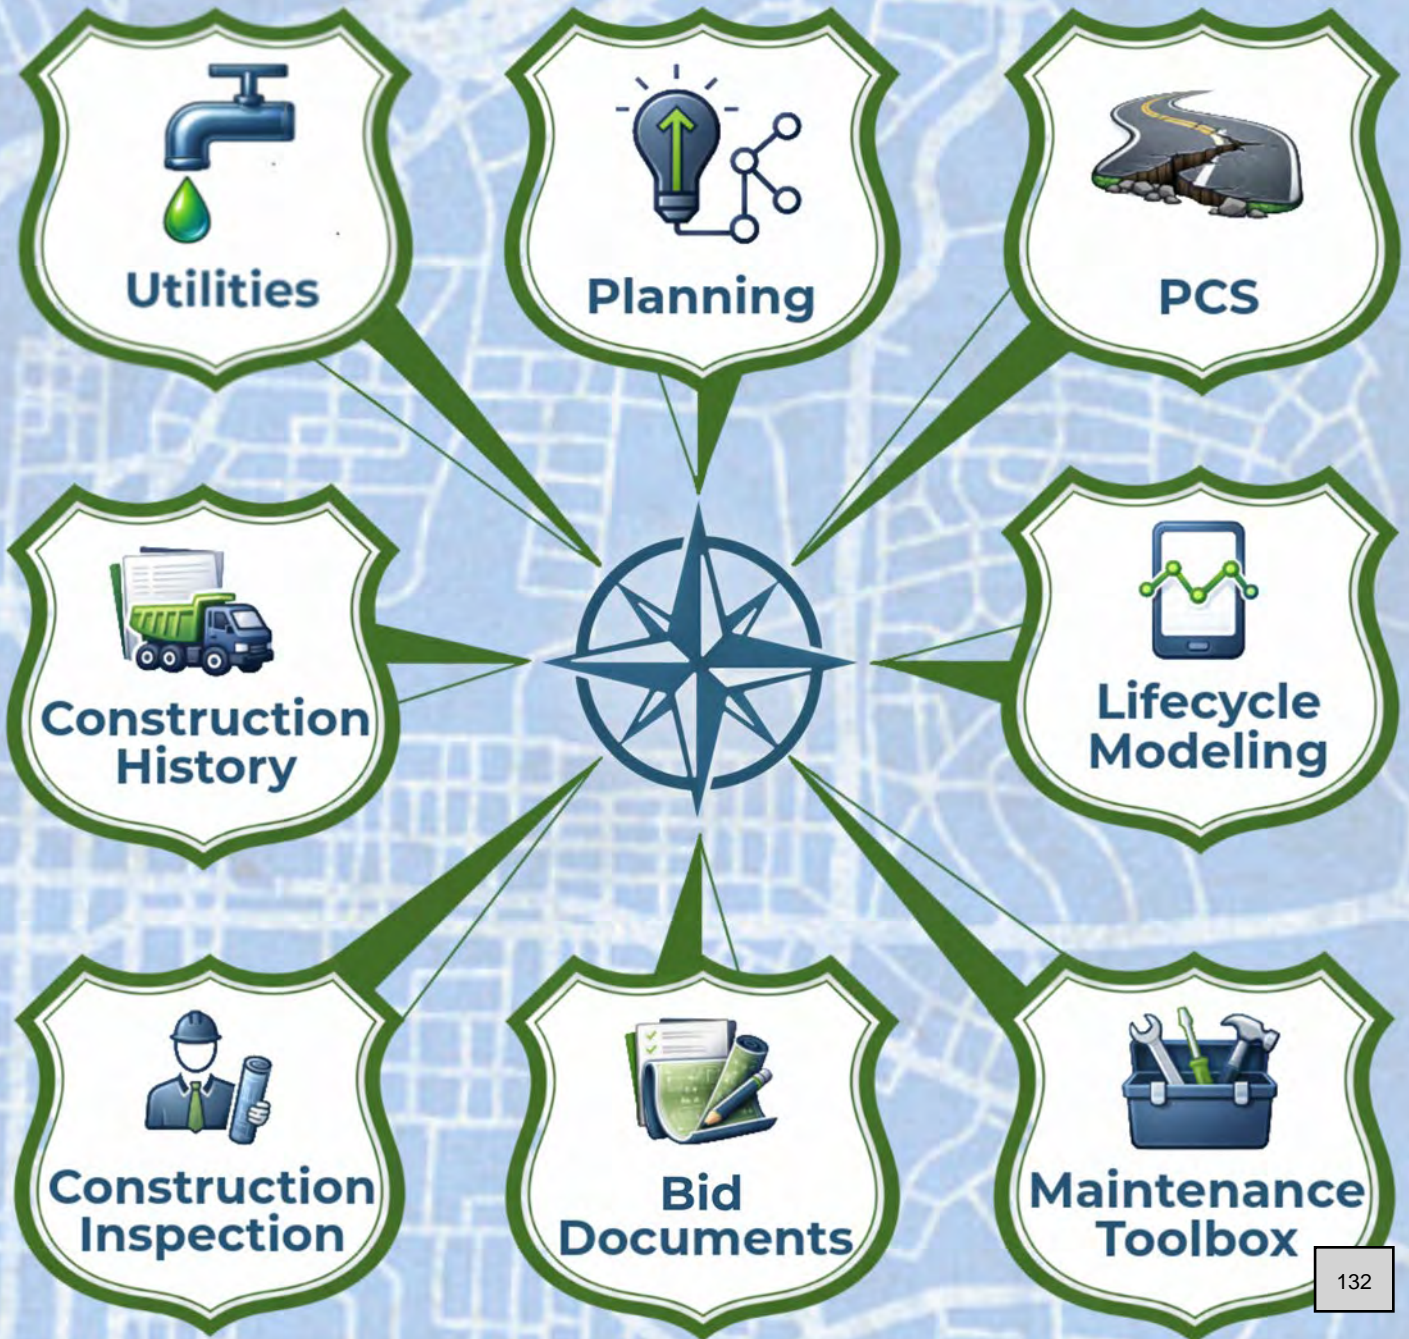 Utilities
Planning
PCS
Construction
History
Lifecycle
Modeling
Construction
Inspection
Bid
Documents
Maintenance
Toolbox
132